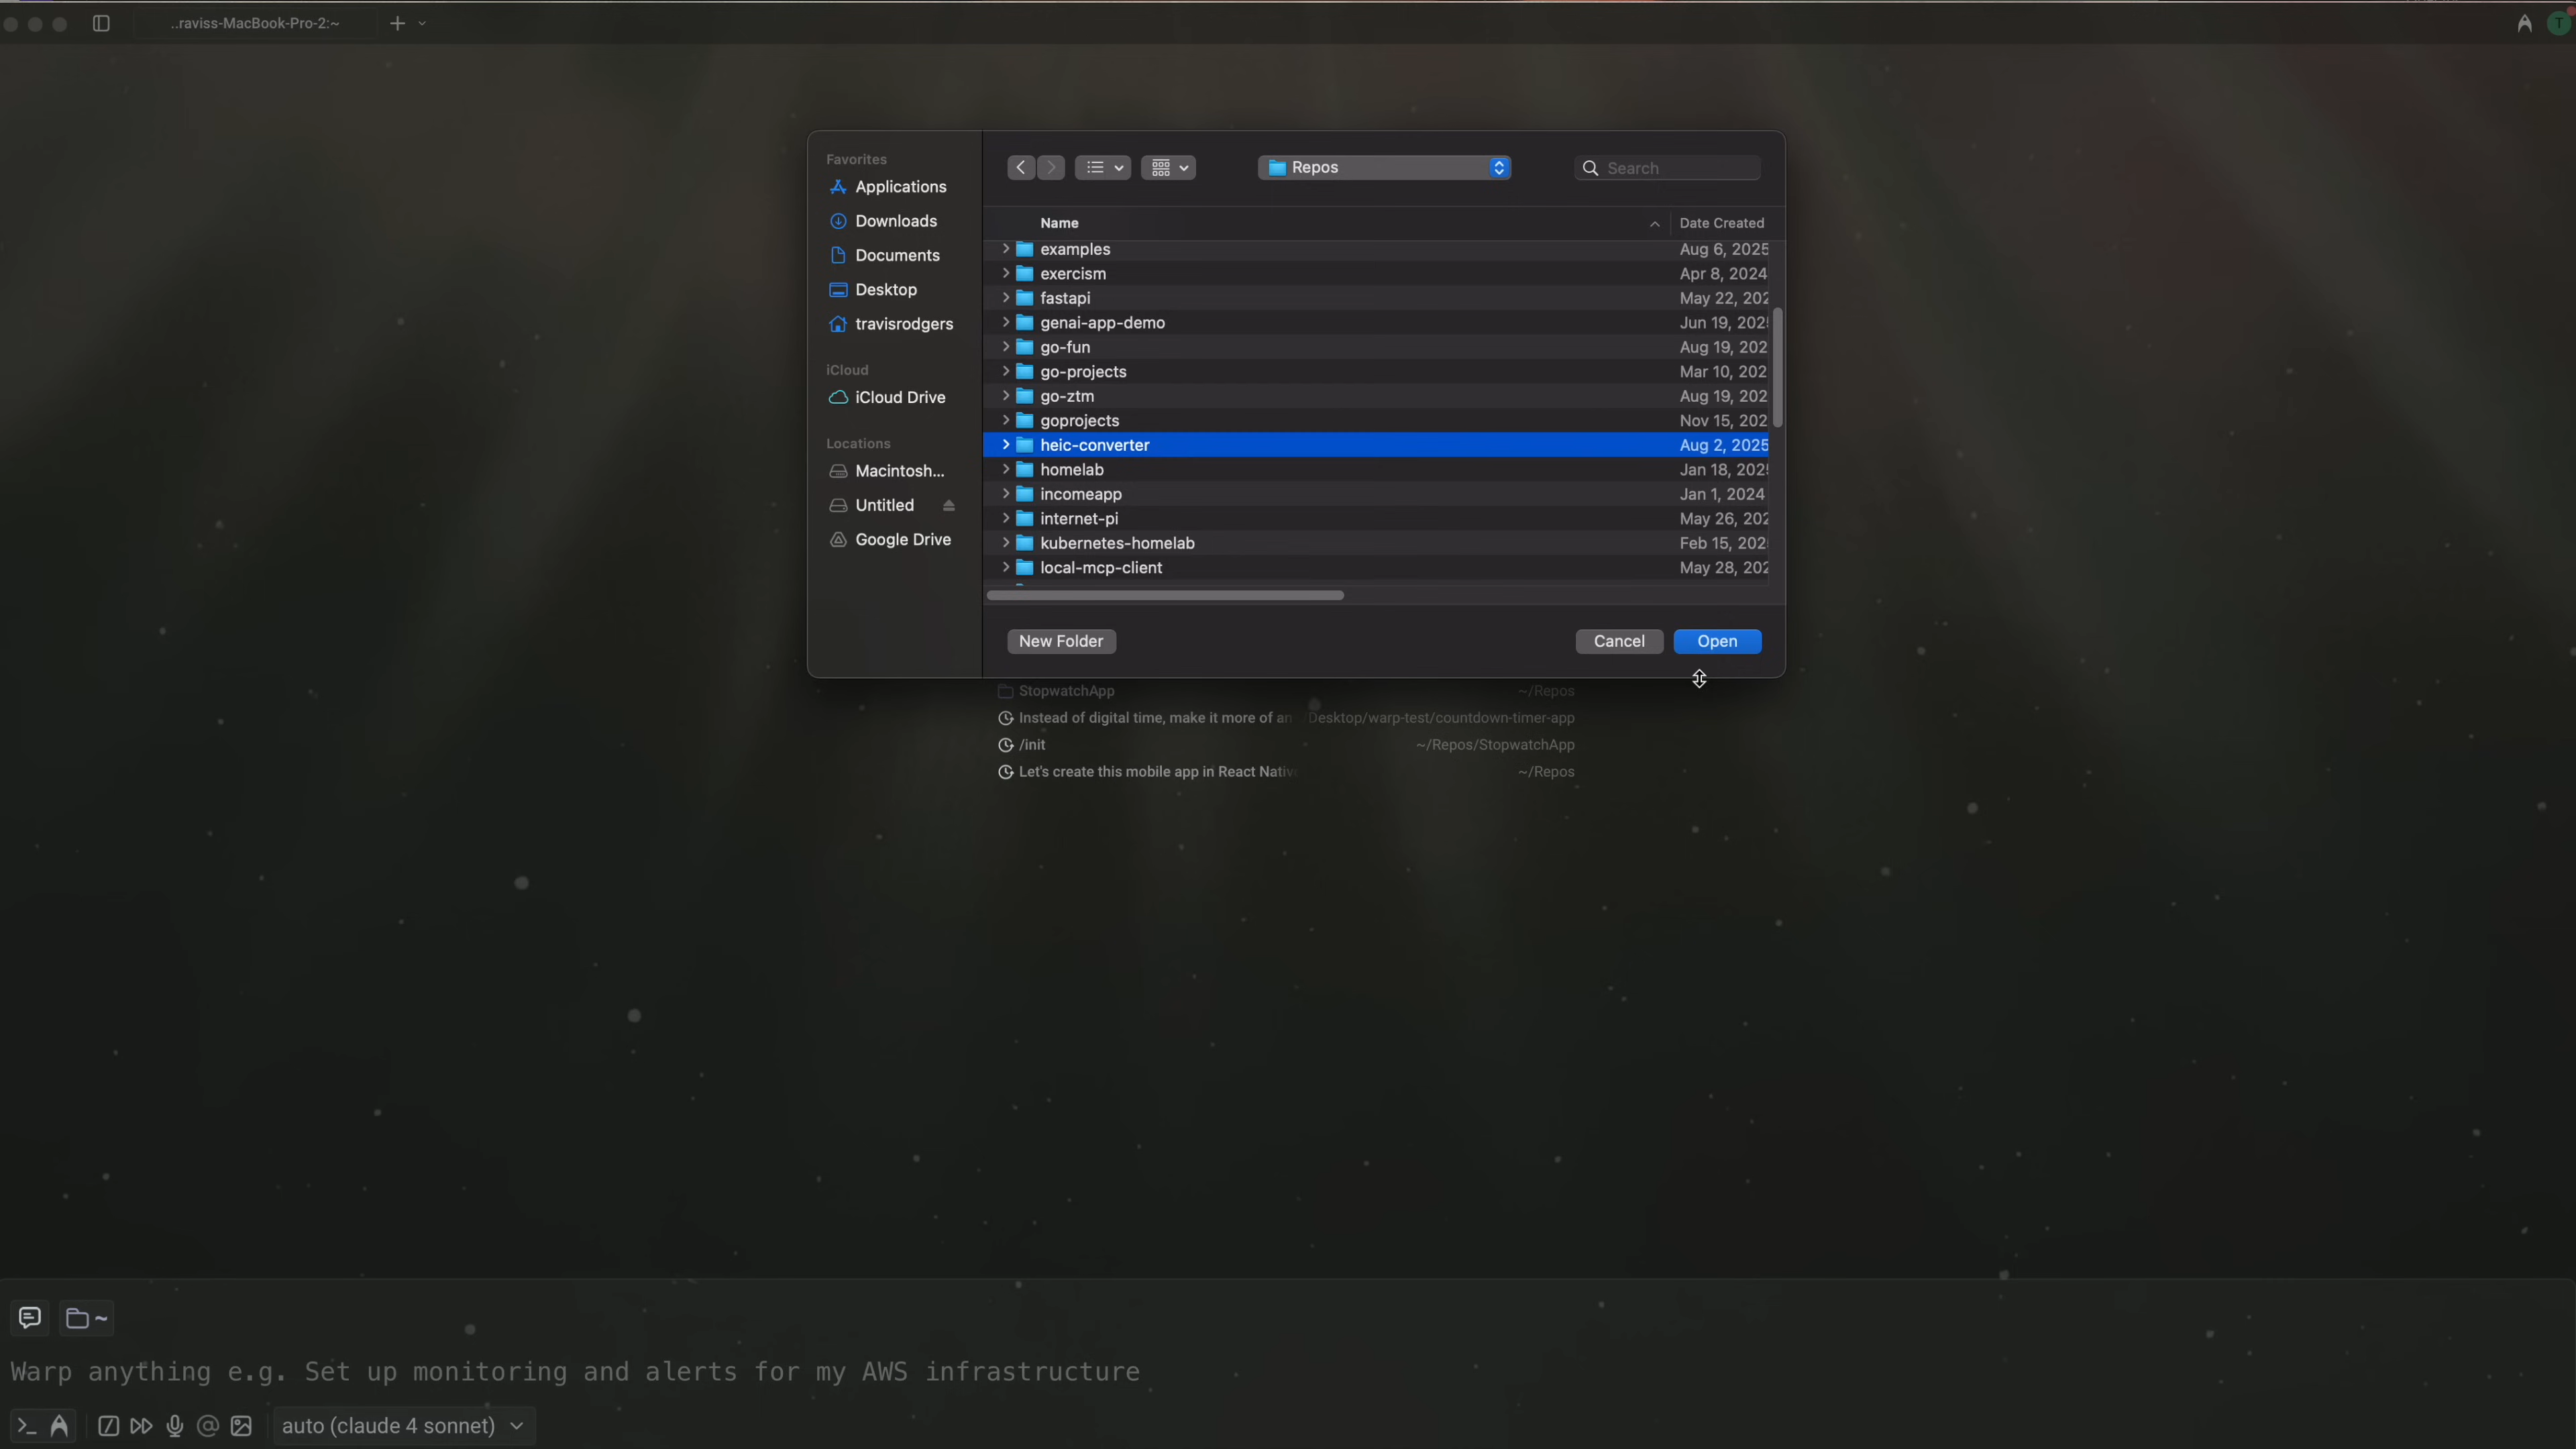 ..raviss-MacBook-Pro-2:~
T
Favorites
Applications
Downloads
Documents
Desktop
travisrodgers
iCloud
iCloud Drive
Locations
Macintosh...
Untitled
Google Drive
Repos
Search
Name Date Created
examples Aug 6, 2025
exercism Apr 8, 2024
fastapi May 22, 202
genai-app-demo Jun 19, 202
go-fun Aug 19, 202
go-projects Mar 10, 202
go-ztm Aug 19, 202
goprojects Nov 15, 202
heic-converter Aug 2, 2025
homelab Jan 18, 202
incomeapp Jan 1, 2024
internet-pi May 26, 202
kubernetes-homelab Feb 15, 202
local-mcp-client May 28, 202
New Folder Cancel Open
StopwatchApp ~/Repos
Instead of digital time, make it more of an Desktop/warp-test/countdown-timer-app
/init ~/Repos/StopwatchApp
Let's create this mobile app in React Nativ ~/Repos
~
Warp anything e.g. Set up monitoring and alerts for my AWS infrastructure
auto (claude 4 sonnet)